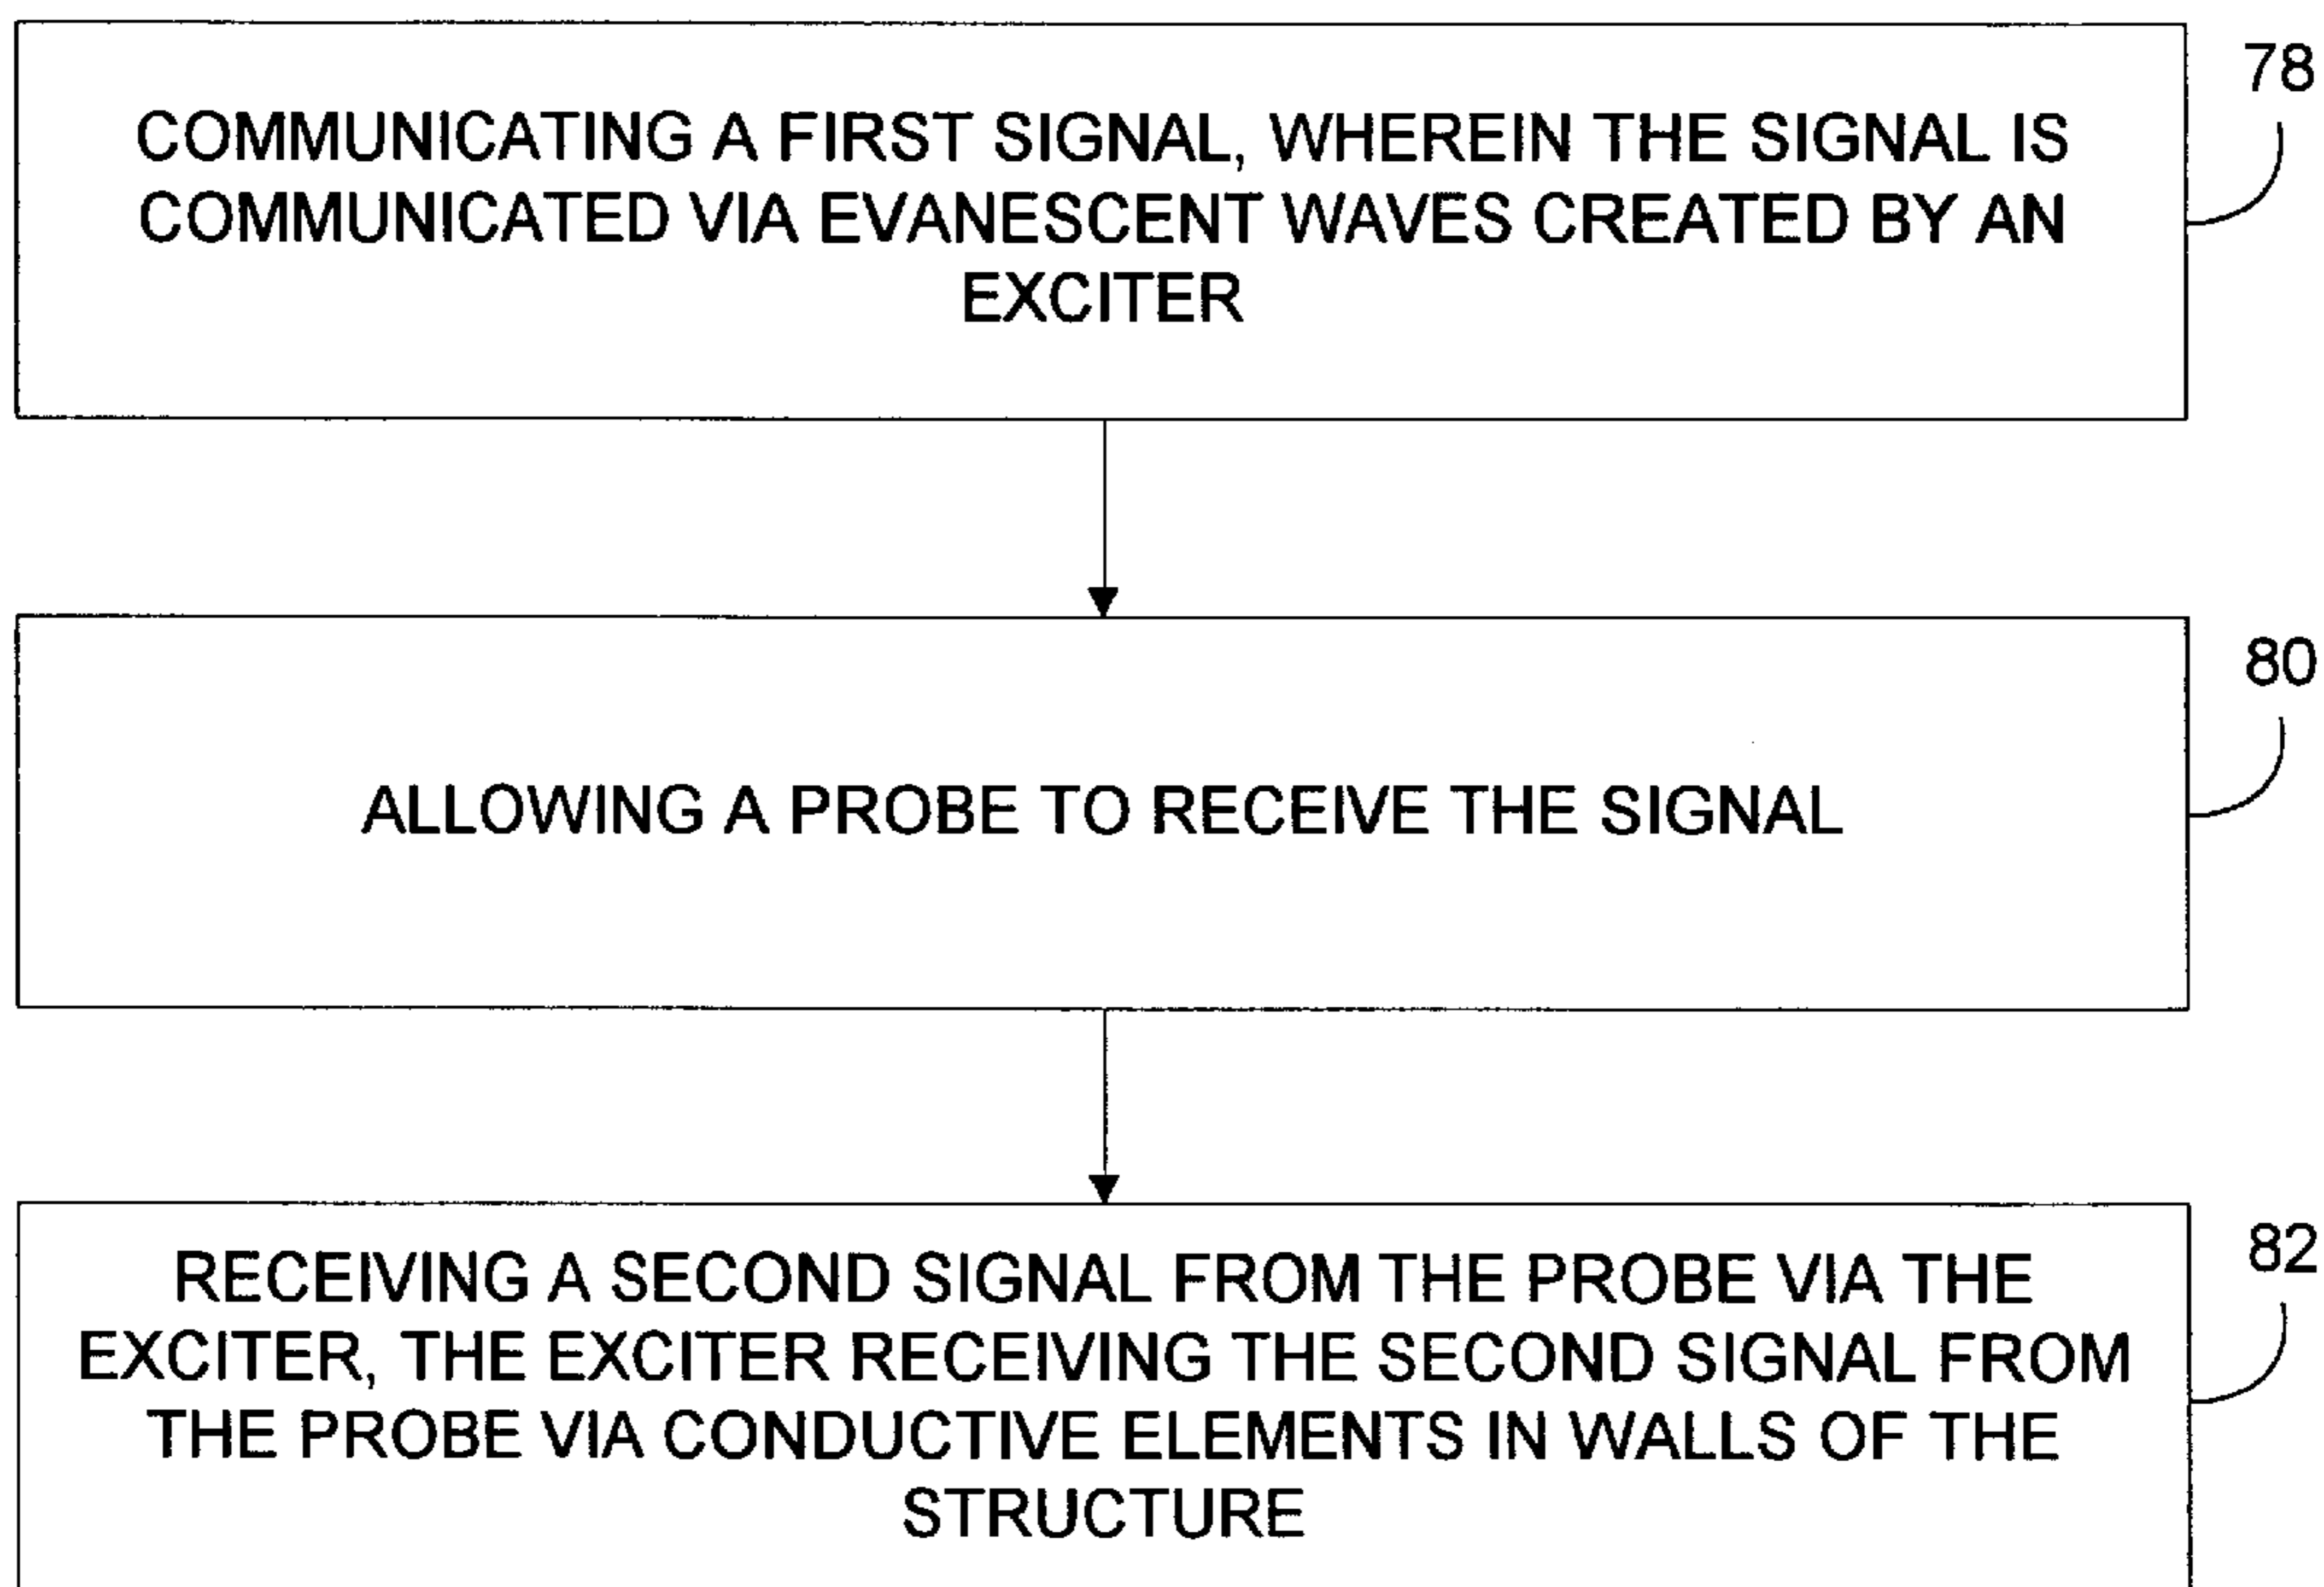 78
COMMUNICATING A FIRST SIGNAL, WHEREIN THE SIGNAL IS
COMMUNICATED VIA EVANESCENT WAVES CREATED BY AN
EXCITER
80
ALLOWING A PROBE TO RECEIVE THE SIGNAL
82
RECEIVING A SECOND SIGNAL FROM THE PROBE VIA THE
EXCITER, THE EXCITER RECEIVING THE SECOND SIGNAL FROM
THE PROBE VIA CONDUCTIVE ELEMENTS IN WALLS OF THE
STRUCTURE